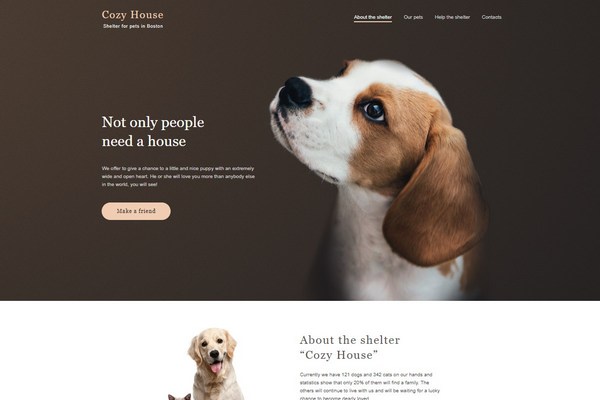 Cozy House
Shelter for pets in Boston
About the shelter
Our pets
Help the shelter
Contacts
Not only people
need a house
We offer to give a chance to a little and nice puppy with an extremely
wide and open heart. He or she will love you more than anybody else
in the world, you will see!
Make a friend
About the shelter
“Cozy House”
Currently we have 121 dogs and 342 cats on our hands and
statistics show that only 20% of them will find a family. The
others will continue to live with us and will be waiting for a lucky
chance to become dearly loved.